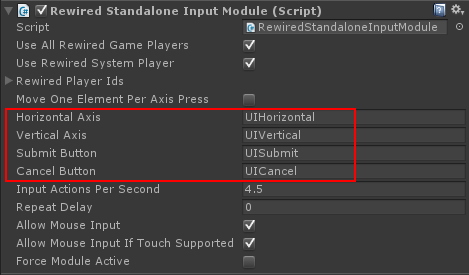 Rewired Standalone Input Module (Script)
Script RewiredStandaloneInputModule
Use All Rewired Game Players
Use Rewired System Player
Rewired Player Ids
Move One Element Per Axis Press
Horizontal Axis UIHorizontal
Vertical Axis UIVertical
Submit Button UISubmit
Cancel Button UICancel
Input Actions Per Second 4.5
Repeat Delay 0
Allow Mouse Input
Allow Mouse Input If Touch Supported
Force Module Active